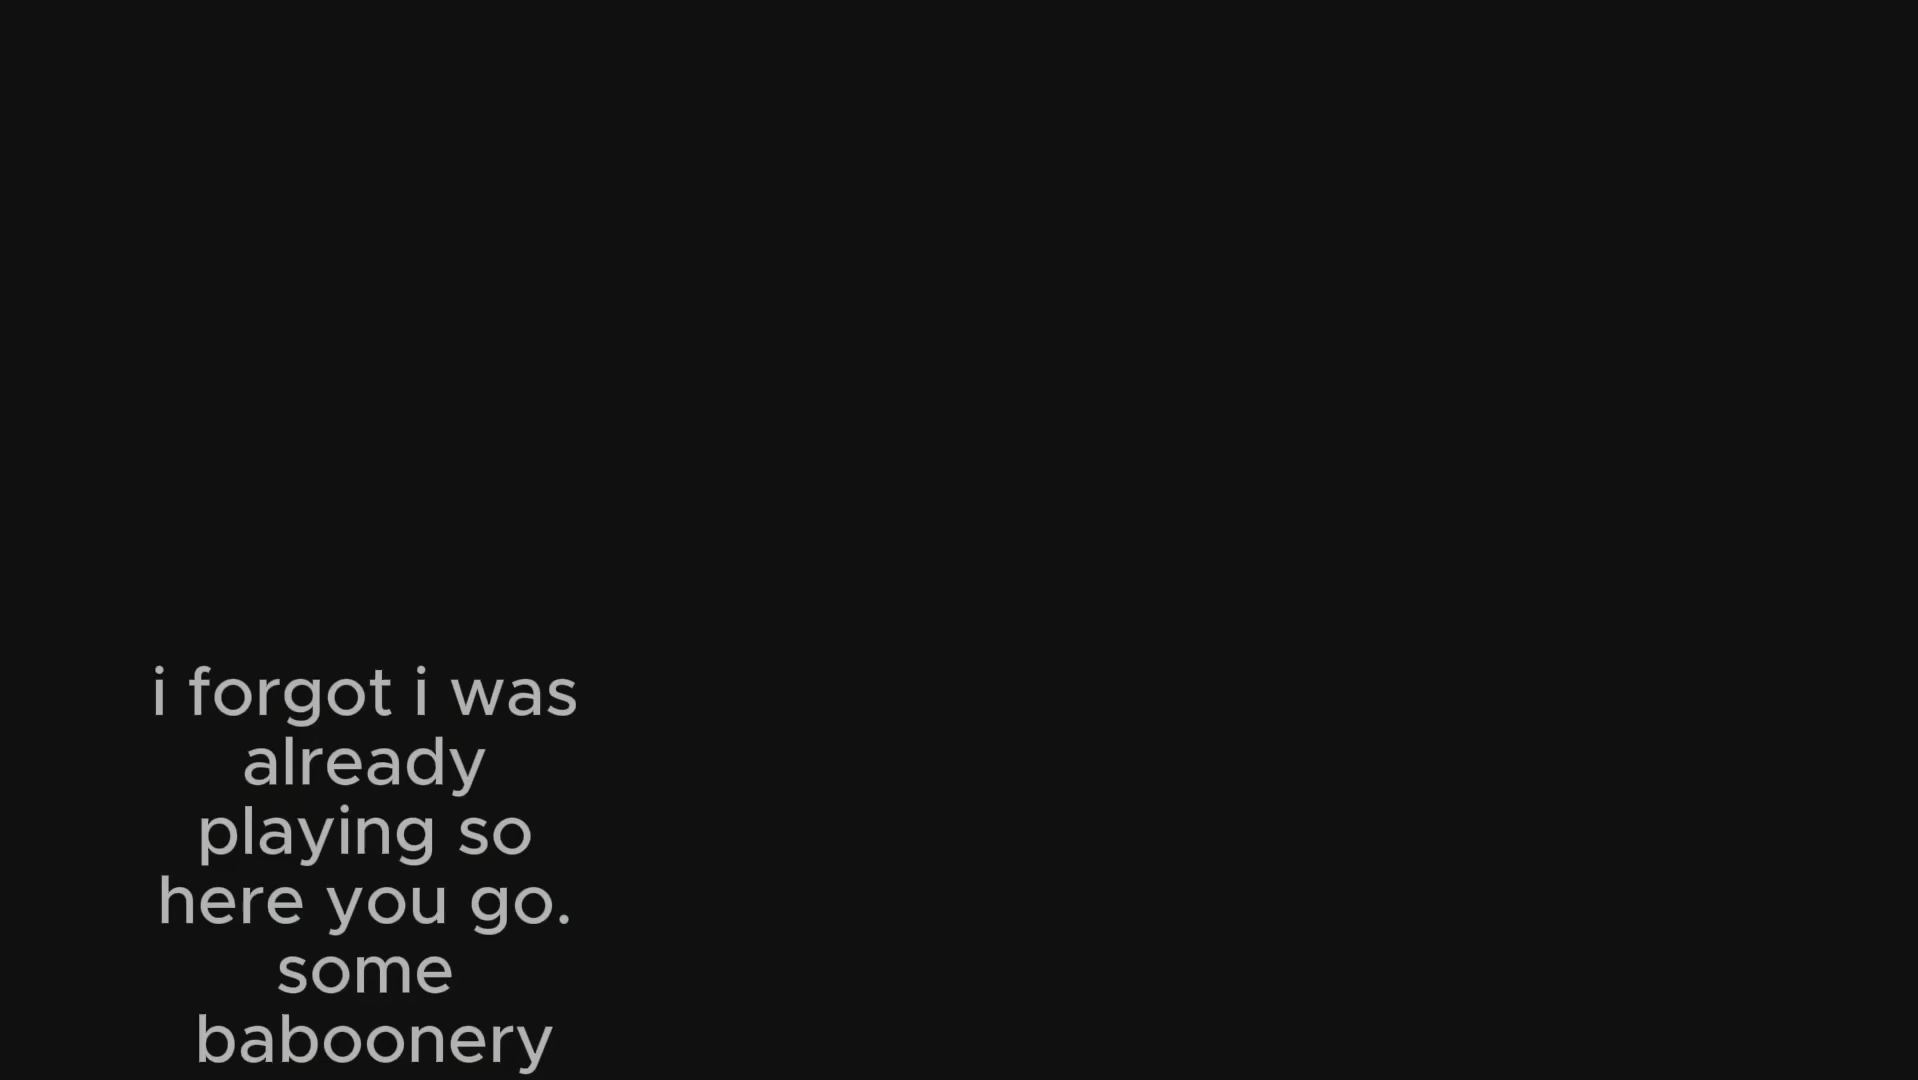 i forgot i was
already
playing so
here you go.
some
baboonery